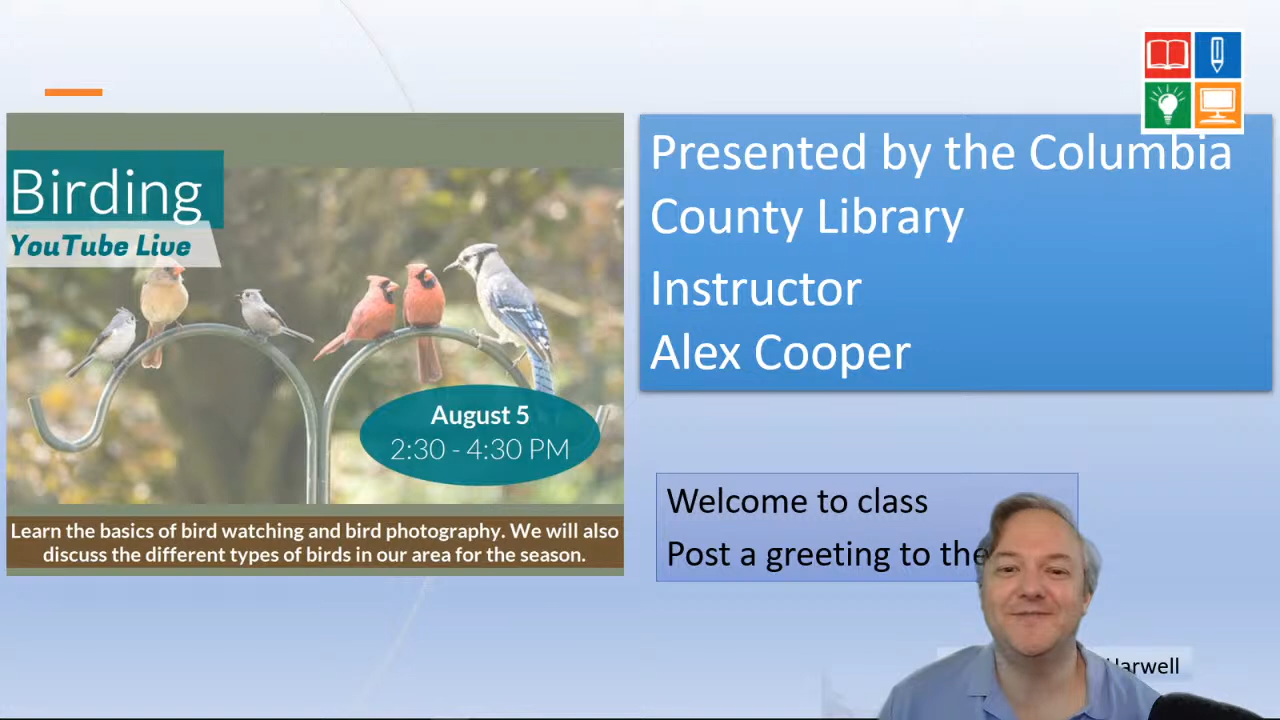 Birding
YouTube Live
August 5
2:30 - 4:30 PM
Learn the basics of bird watching and bird photography. We will also
discuss the different types of birds in our area for the season.
Presented by the Columbia
County Library
Instructor
Alex Cooper
Welcome to class
Post a greeting to the
Harwell